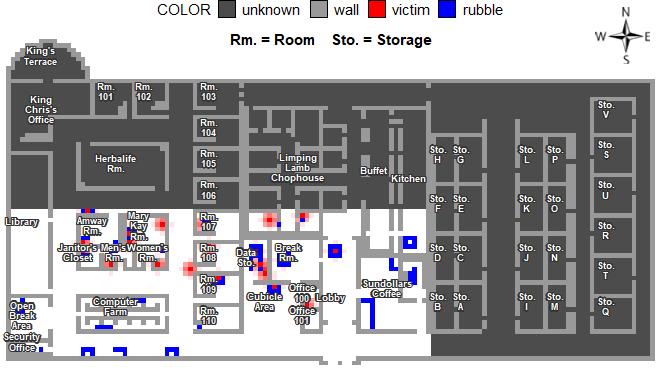 COLOR unknown wall victim rubble
Rm. = Room Sto. = Storage
N
W E
S
King's
Terrace
King
Chris's
Office
Rm.
101
Rm.
102
Rm.
103
Rm.
104
Rm.
105
Rm.
106
Herbalife
Rm.
Limping
Lamb
Chophouse
Buffet
Kitchen
Sto.
H
Sto.
G
Sto.
L
Sto.
P
Sto.
V
Sto.
S
Sto.
F
Sto.
E
Sto.
K
Sto.
O
Sto.
U
Library
Amway
Rm.
Mary
Kay
Rm.
Rm.
107
Sto.
R
Janitor's
Closet
Men's
Rm.
Women's
Rm.
Rm.
108
Data
Sto.
Break
Rm.
Sto.
D
Sto.
C
Sto.
J
Sto.
N
Sto.
T
Rm.
109
Cubicle
Area
Office
100
Lobby
Sundollars
Coffee
Sto.
B
Sto.
A
Sto.
I
Sto.
M
Sto.
Q
Open
Break
Area
Computer
Farm
Rm.
110
Office
101
Security
Office